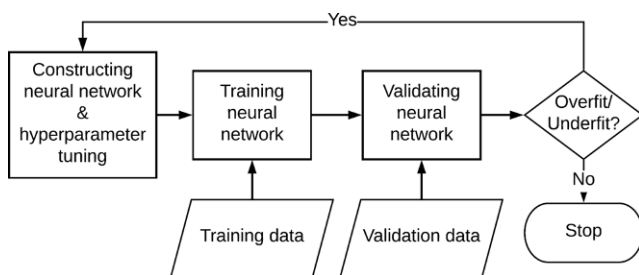 Yes
Constructing
neural network
&
hyperparameter
tuning
Training
neural
network
Validating
neural
network
Overfit/
Underfit?
No
Training data
Validation data
Stop